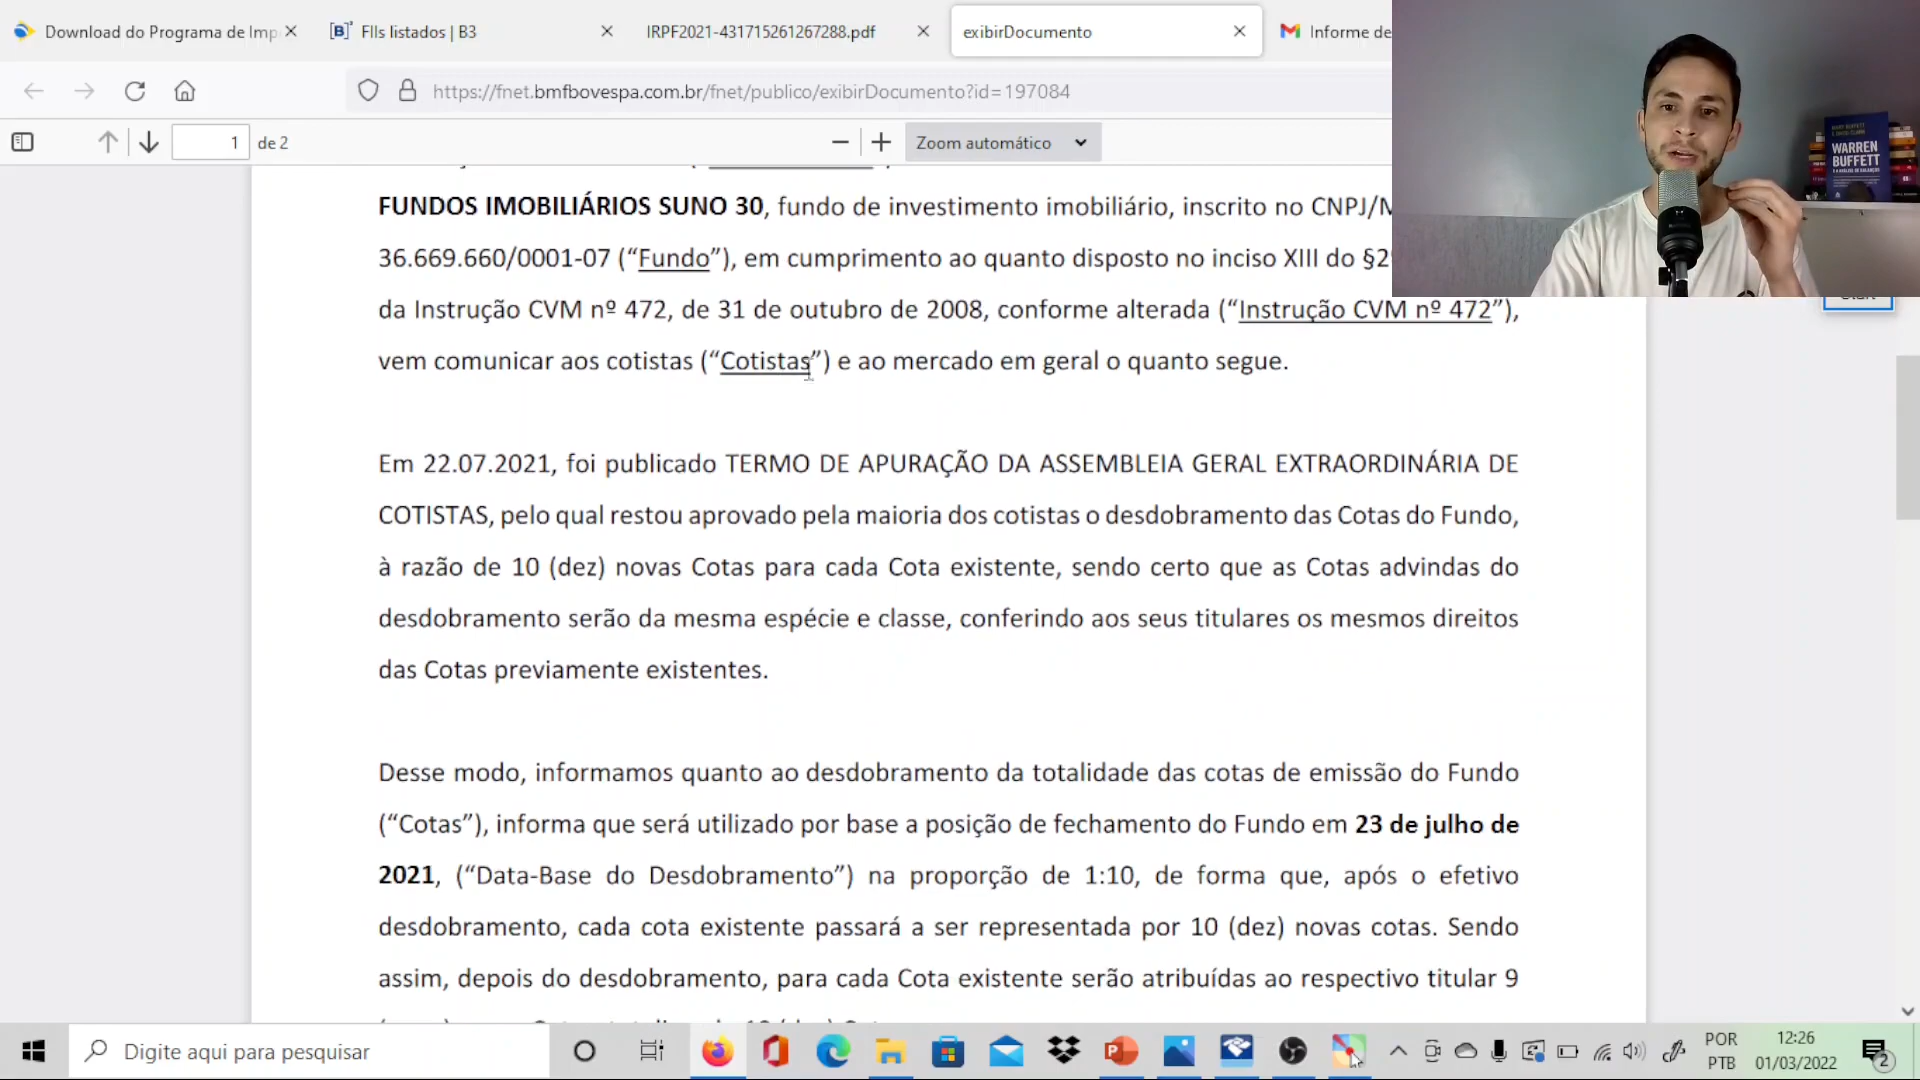 Download do Programa de Imp
FIIs listados | B3
IRPF2021-431715261267288.pdf
exibirDocumento
Informe de
https://fnet.bmfbovespa.com.br/fnet/publico/exibirDocumento?id=197084
1 de 2
Zoom automático
WARREN BUFFETT
FUNDOS IMOBILIÁRIOS SUNO 30, fundo de investimento imobiliário, inscrito no CNPJ/M
36.669.660/0001-07 (“Fundo”), em cumprimento ao quanto disposto no inciso XIII do §2º
da Instrução CVM nº 472, de 31 de outubro de 2008, conforme alterada (“Instrução CVM nº 472”),
vem comunicar aos cotistas (“Cotistas”) e ao mercado em geral o quanto segue.
Em 22.07.2021, foi publicado TERMO DE APURAÇÃO DA ASSEMBLEIA GERAL EXTRAORDINÁRIA DE
COTISTAS, pelo qual restou aprovado pela maioria dos cotistas o desdobramento das Cotas do Fundo,
à razão de 10 (dez) novas Cotas para cada Cota existente, sendo certo que as Cotas advindas do
desdobramento serão da mesma espécie e classe, conferindo aos seus titulares os mesmos direitos
das Cotas previamente existentes.
Desse modo, informamos quanto ao desdobramento da totalidade das cotas de emissão do Fundo
(“Cotas”), informa que será utilizado por base a posição de fechamento do Fundo em 23 de julho de
2021, (“Data-Base do Desdobramento”) na proporção de 1:10, de forma que, após o efetivo
desdobramento, cada cota existente passará a ser representada por 10 (dez) novas cotas. Sendo
assim, depois do desdobramento, para cada Cota existente serão atribuídas ao respectivo titular 9
Digite aqui para pesquisar
POR
PTB
12:26
01/03/2022
2